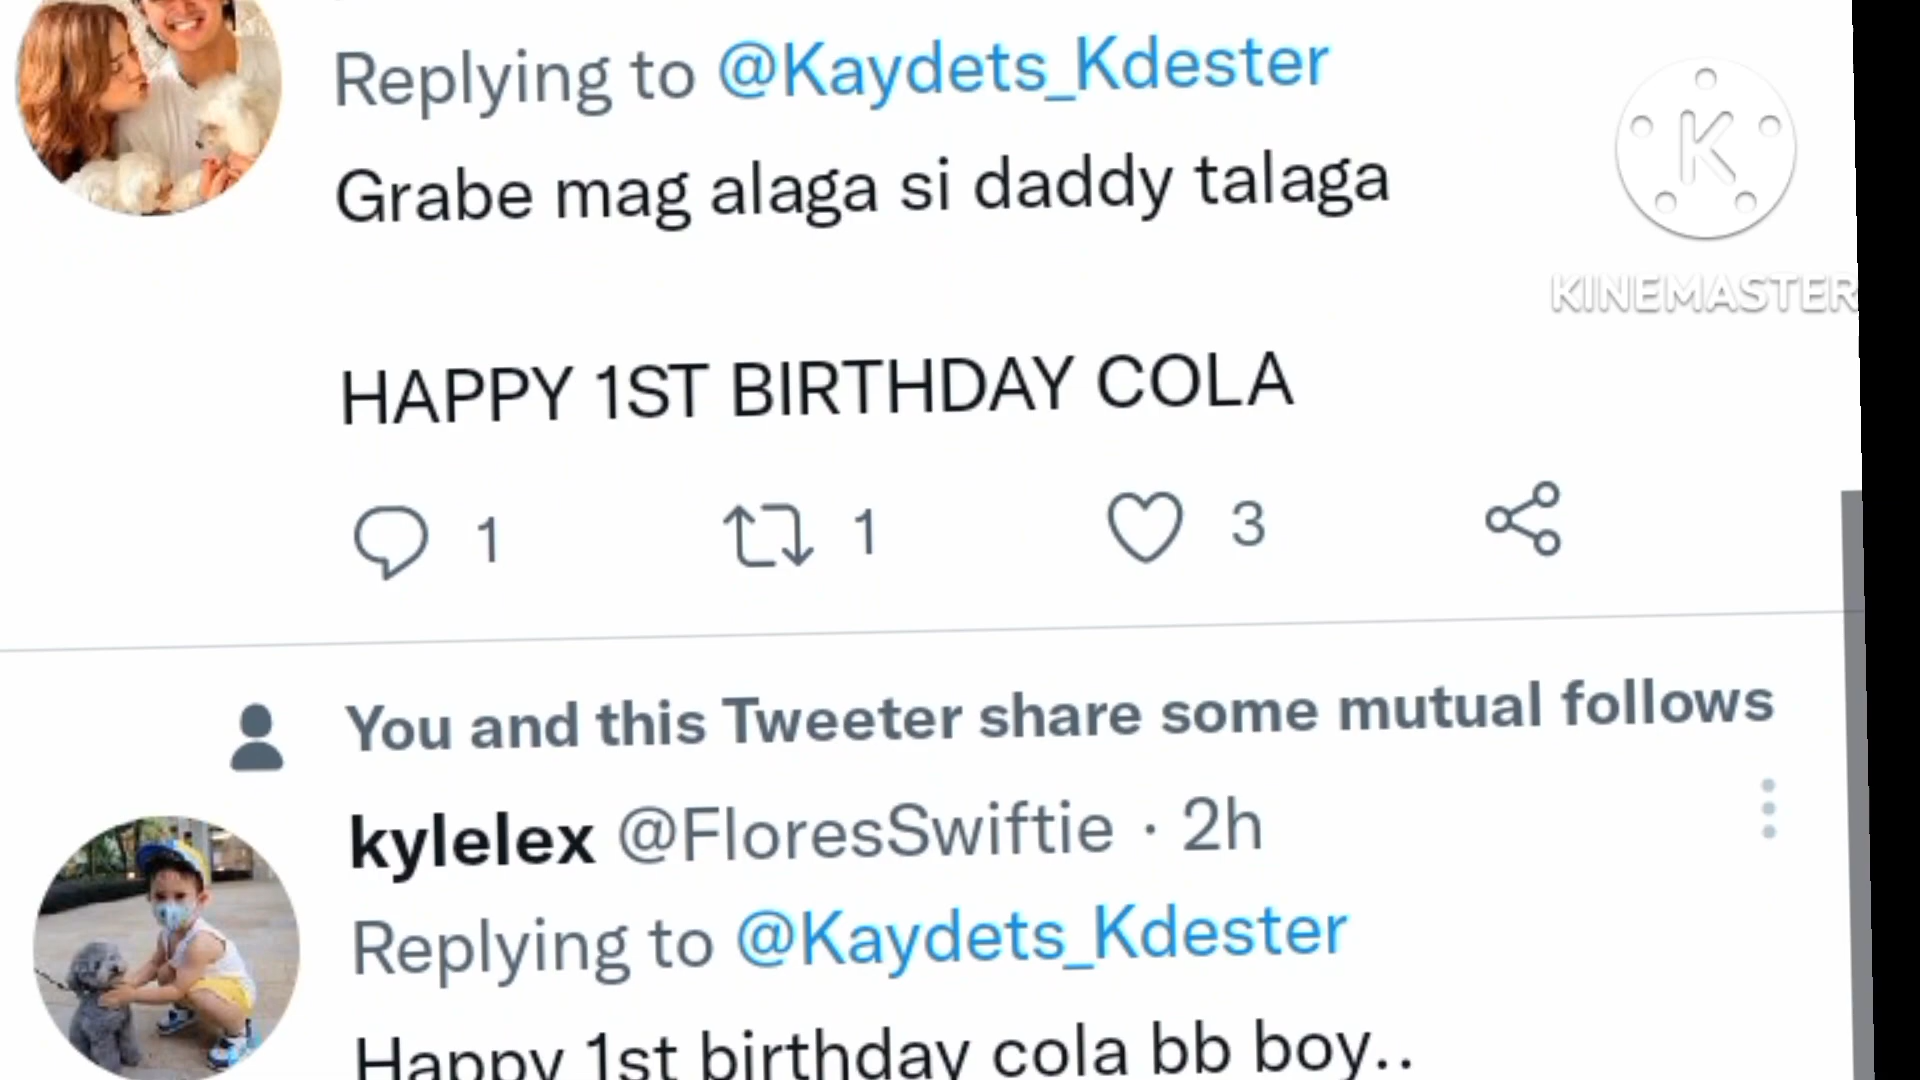 Replying to @Kaydets_Kdester
Grabe mag alaga si daddy talaga
K
KINEMASTER
HAPPY 1ST BIRTHDAY COLA
1 1 3
You and this Tweeter share some mutual follows
kylelex @FloresSwiftie · 2h
Replying to @Kaydets_Kdester
Happy 1st birthday cola bb boy..